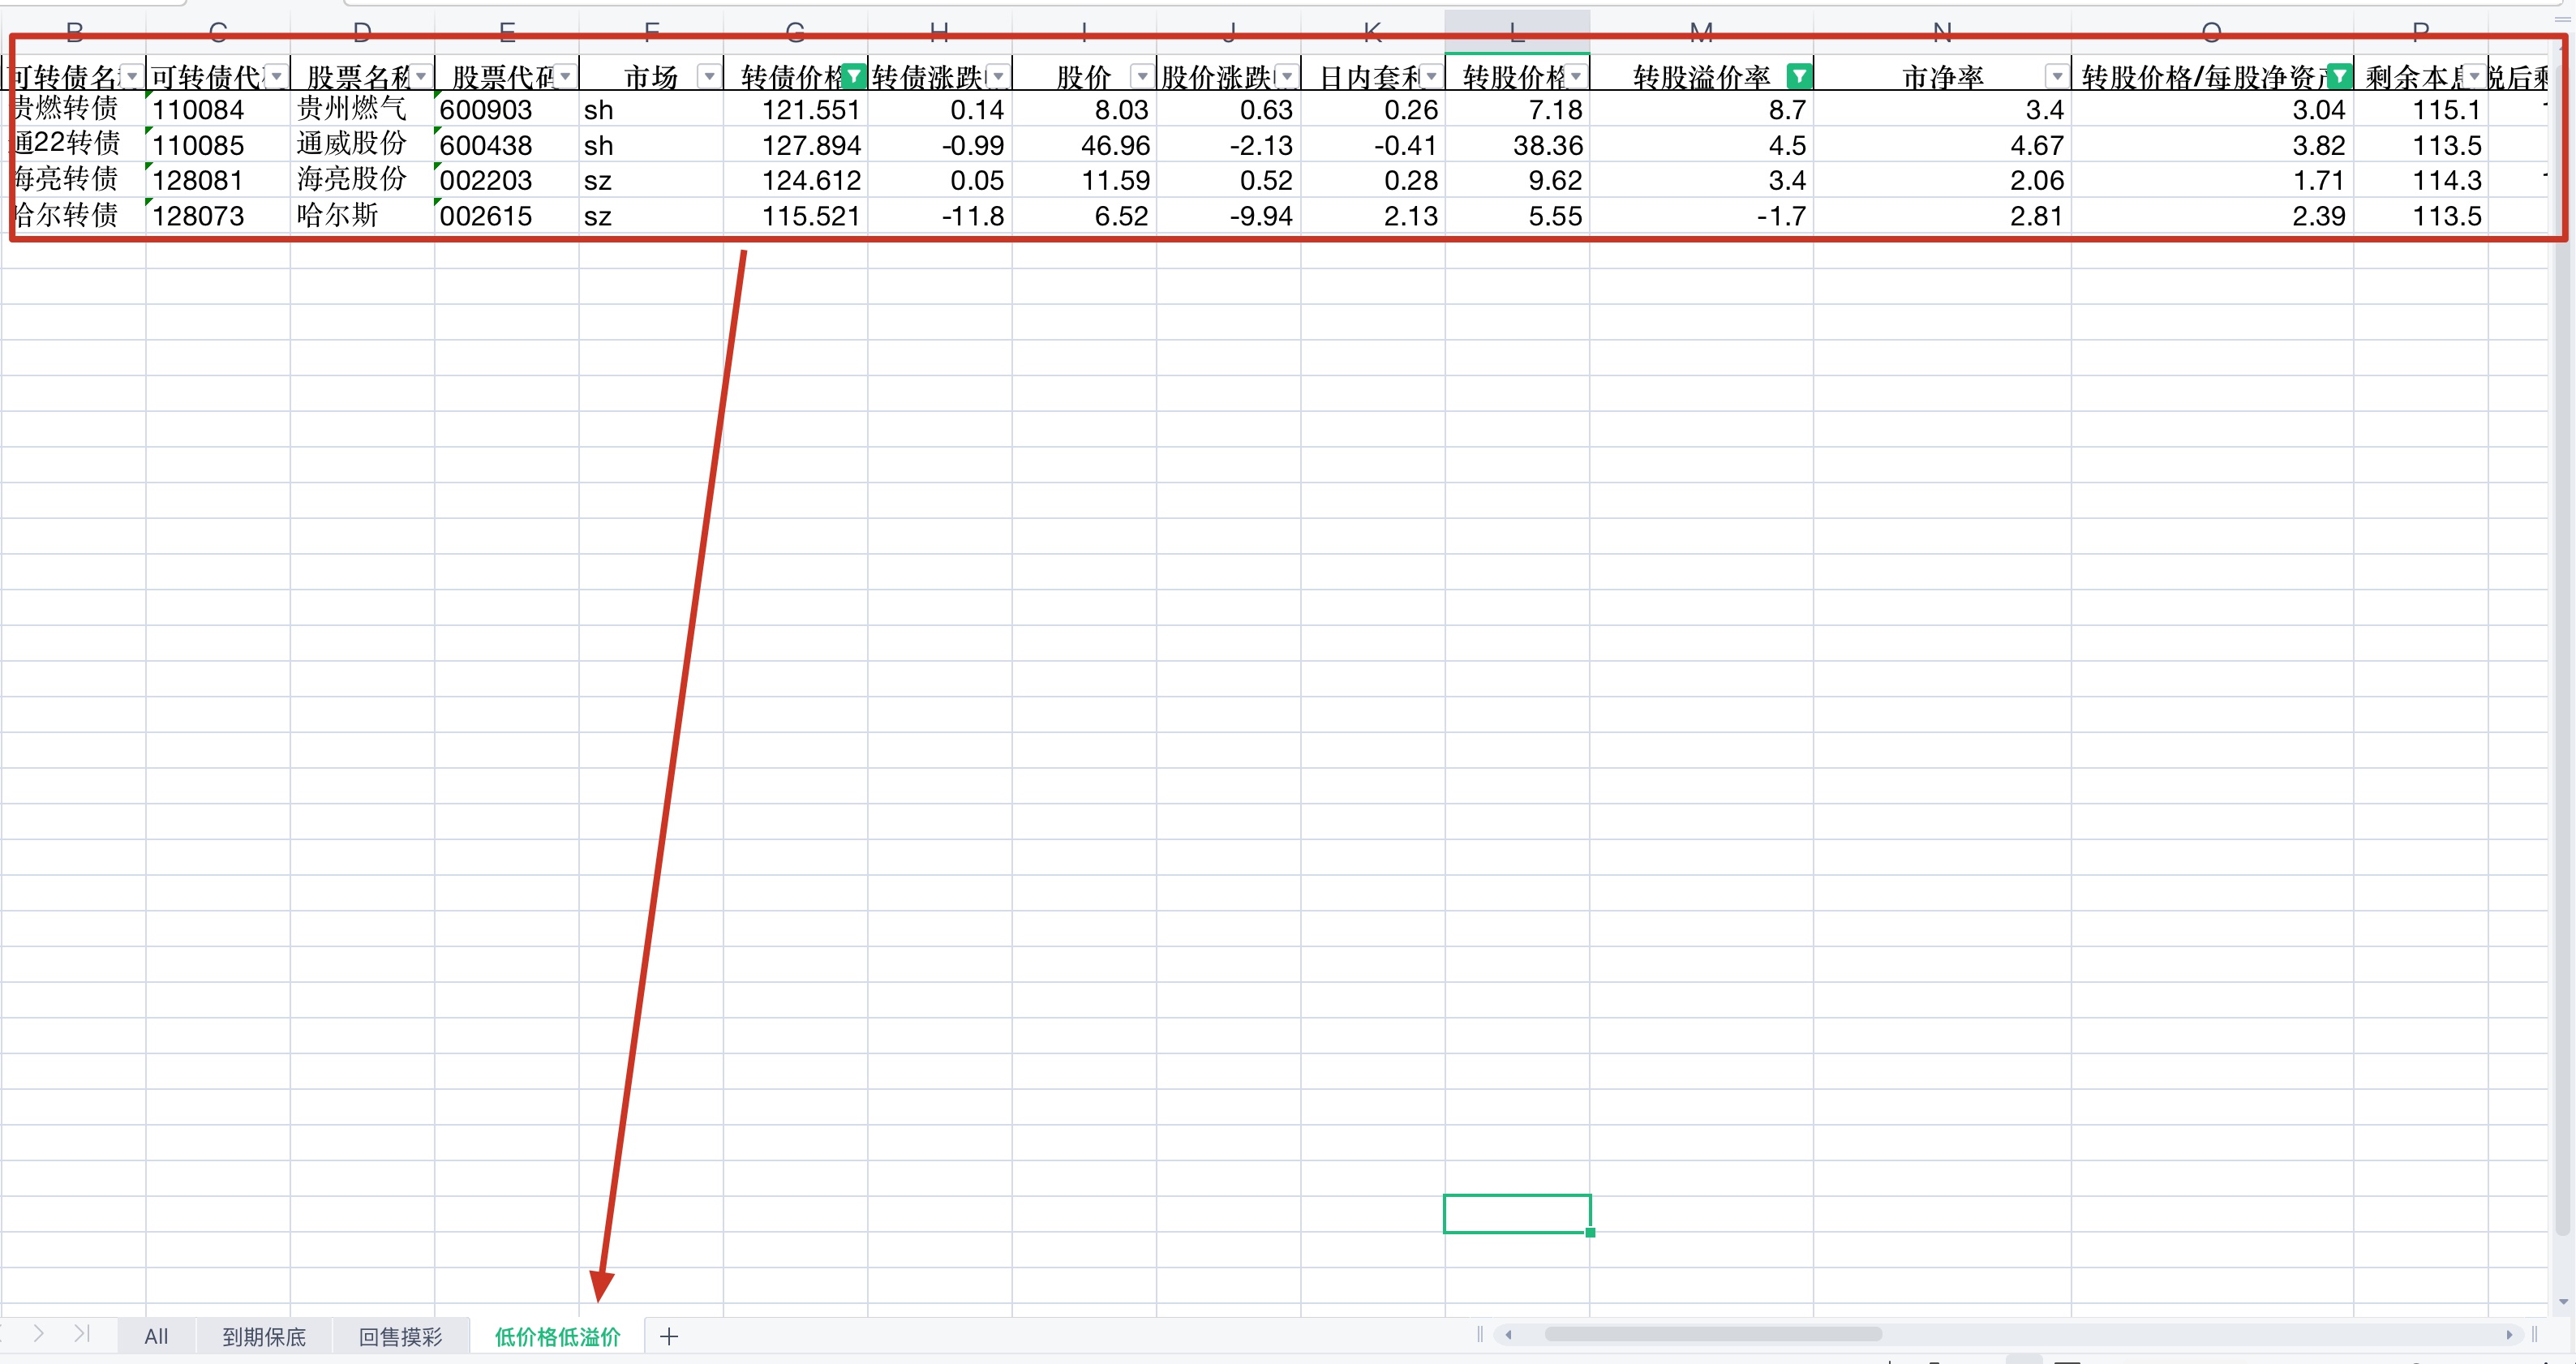 B C D E F G H I J K L M N O P
可转债名 可转债代 股票名称 股票代码 市场 转债价格 转债涨跌 股价 股价涨跌 日内套利 转股价格 转股溢价率 市净率 转股价格/每股净资产 剩余本息 税后剩
贵燃转债 110084 贵州燃气 600903 sh 121.551 0.14 8.03 0.63 0.26 7.18 8.7 3.4 3.04 115.1
通22转债 110085 通威股份 600438 sh 127.894 -0.99 46.96 -2.13 -0.41 38.36 4.5 4.67 3.82 113.5
海亮转债 128081 海亮股份 002203 sz 124.612 0.05 11.59 0.52 0.28 9.62 3.4 2.06 1.71 114.3
哈尔转债 128073 哈尔斯 002615 sz 115.521 -11.8 6.52 -9.94 2.13 5.55 -1.7 2.81 2.39 113.5
All 到期保底 回售摸彩 低价格低溢价 +